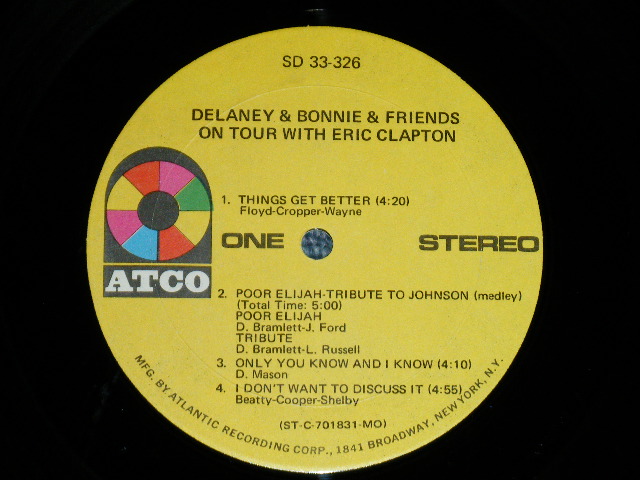 SD 33-326
DELANEY & BONNIE & FRIENDS
ON TOUR WITH ERIC CLAPTON
1. THINGS GET BETTER (4:20)
Floyd-Cropper-Wayne
ONE
STEREO
ATCO
2. POOR ELIJAH-TRIBUTE TO JOHNSON (medley)
(Total Time: 5:00)
POOR ELIJAH
D. Bramlett-J. Ford
TRIBUTE
D. Bramlett-L. Russell
3. ONLY YOU KNOW AND I KNOW (4:10)
D. Mason
4. I DON'T WANT TO DISCUSS IT (4:55)
Beatty-Cooper-Shelby
(ST-C-701831-MO)
MFG. BY ATLANTIC RECORDING CORP., 1841 BROADWAY, NEW YORK, N.Y.